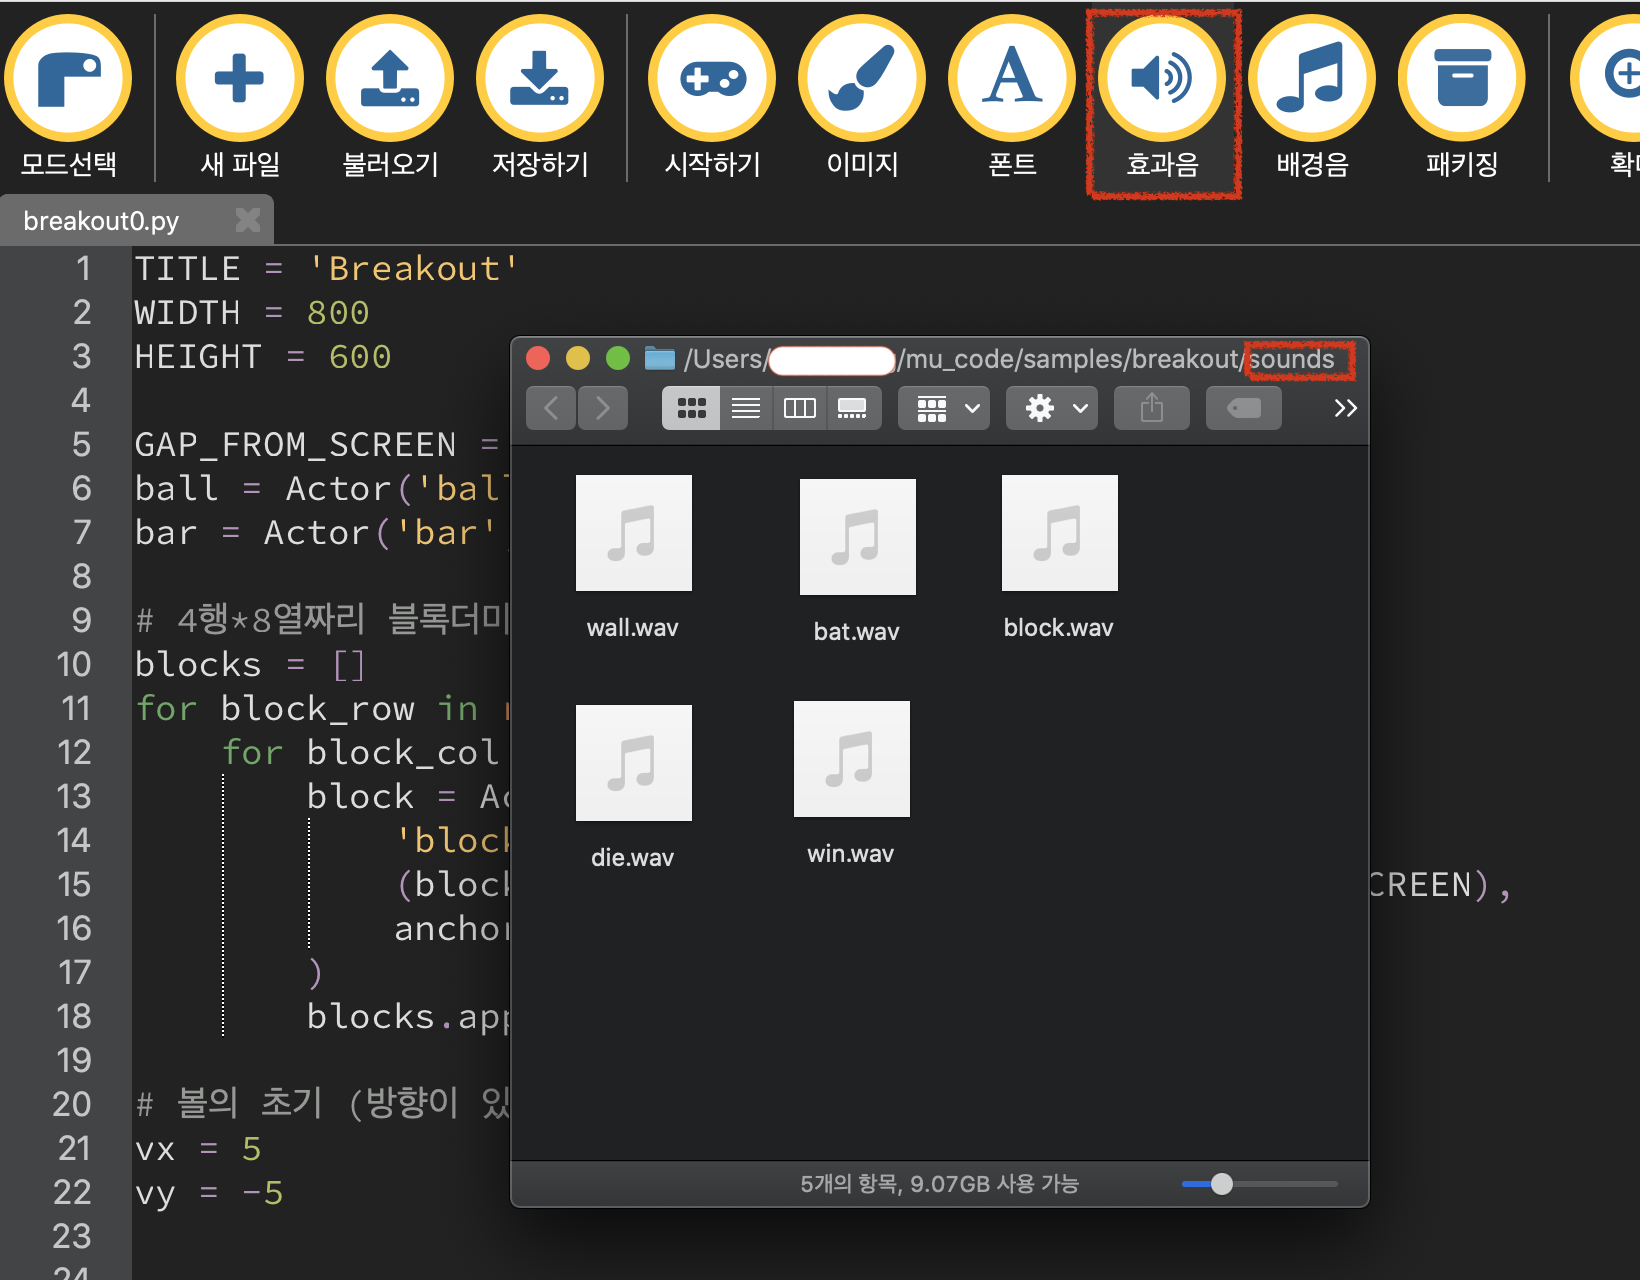 모드선택 새 파일 불러오기 저장하기 시작하기 이미지 폰트 효과음 배경음 패키징
breakout0.py
1 TITLE = 'Breakout'
2 WIDTH = 800
3 HEIGHT = 600
4
5 GAP_FROM_SCREEN =
6 ball = Actor('ball
7 bar = Actor('bar'
8
9 # 4행*8열짜리 블록더미
10 blocks = []
11 for block_row in
12 for block_col
13 block = Ac
14 'block
15 (block CREEN),
16 anchor
17 )
18 blocks.app
19
20 # 볼의 초기 (방향이 있
21 vx = 5
22 vy = -5
23
24
/Users/ /mu_code/samples/breakout/sounds
wall.wav bat.wav block.wav
die.wav win.wav
5개의 항목, 9.07GB 사용 가능